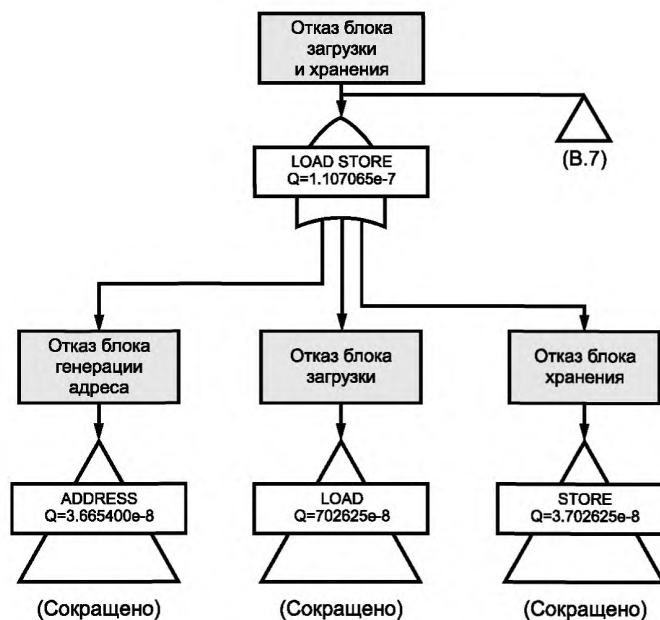 Отказ блока
загрузки
и хранения
(В.7)
LOAD STORE
Q=1.107065e-7
Отказ блока
генерации
адреса
Отказ блока
загрузки
Отказ блока
хранения
ADDRESS
Q=3.665400e-8
LOAD
Q=702625e-8
STORE
Q=3.702625e-8
(Сокращено)
(Сокращено)
(Сокращено)